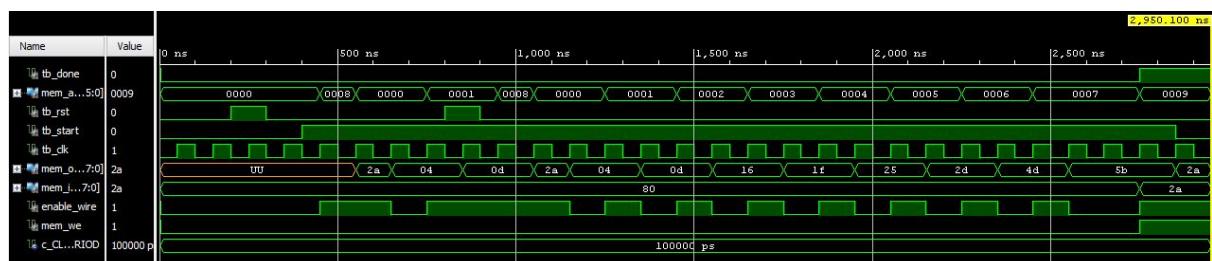 2,950.100 ns
Name Value
0 ns 500 ns 1,000 ns 1,500 ns 2,000 ns 2,500 ns
tb_done 0
mem_a...5:0] 0009 0000 0008 0000 0001 0008 0000 0001 0002 0003 0004 0005 0006 0007 0009
tb_rst 0
tb_start 0
tb_clk 1
mem_o...7:0] 2a UU 2a 04 0d 2a 04 0d 16 1f 25 2d 4d 5b 2a
mem_i...7:0] 2a 80 2a
enable_wire 1
mem_we 1
c_CL...RIOD 100000 p 100000 ps